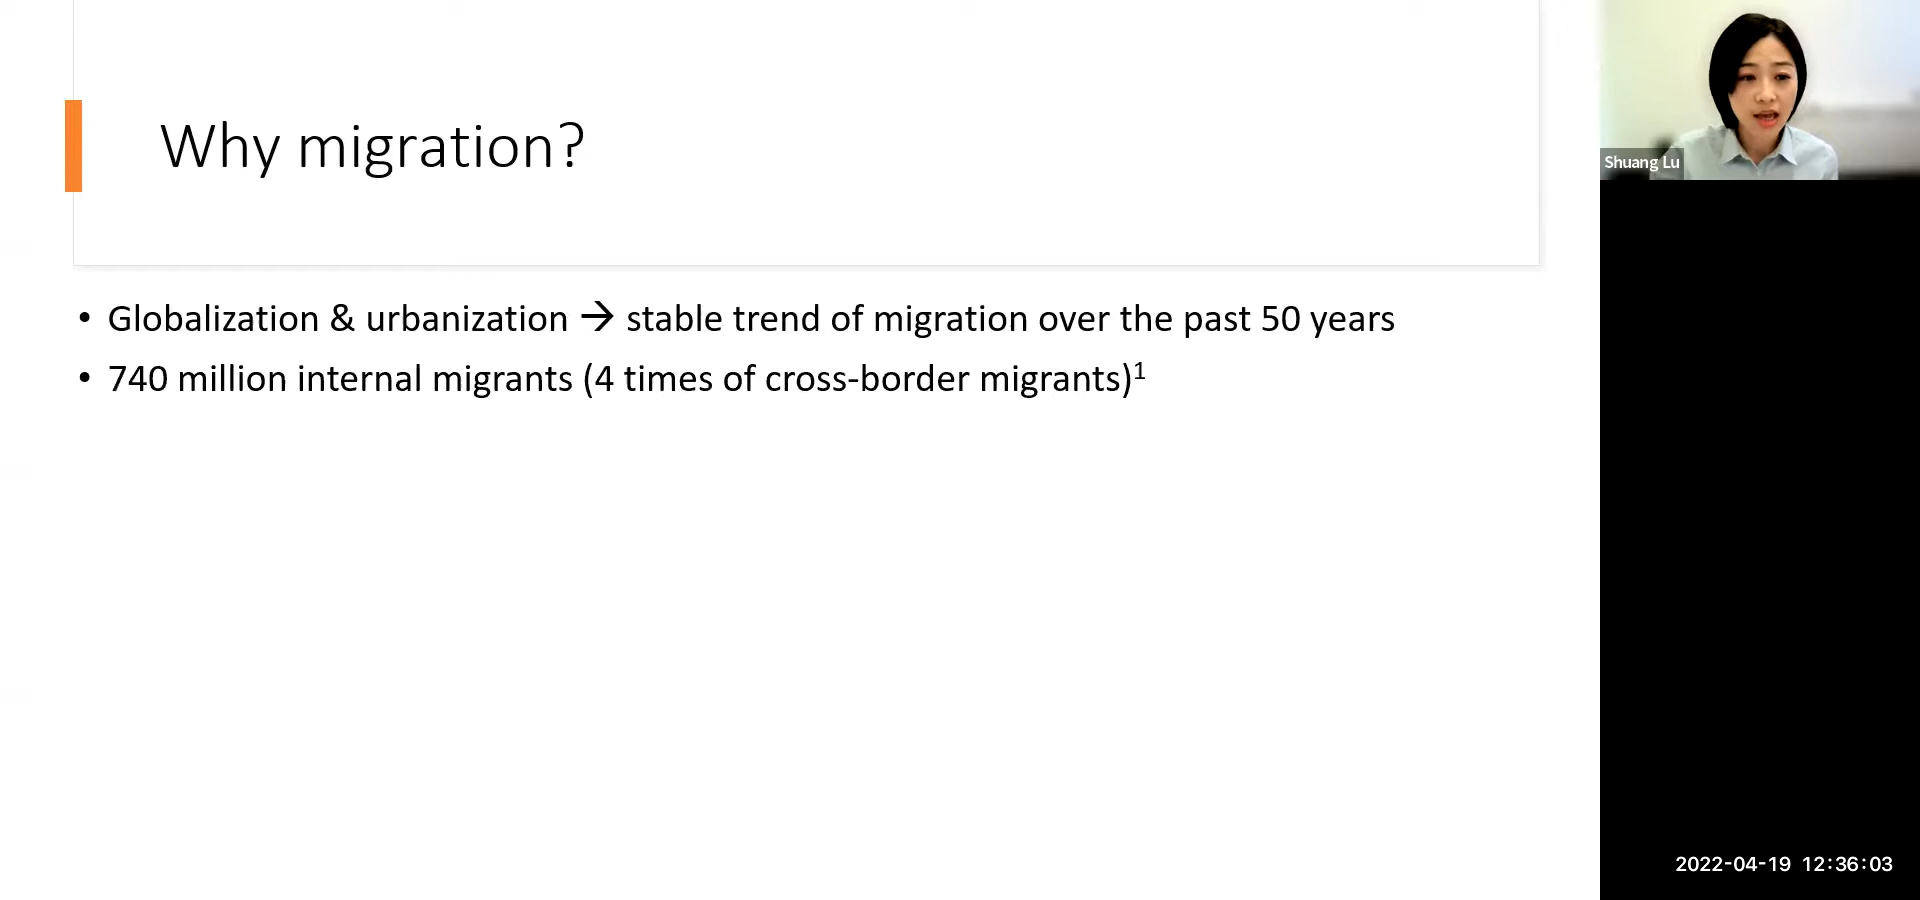 Why migration?
• Globalization & urbanization → stable trend of migration over the past 50 years
• 740 million internal migrants (4 times of cross-border migrants)¹
Shuang Lu
2022-04-19 12:36:03